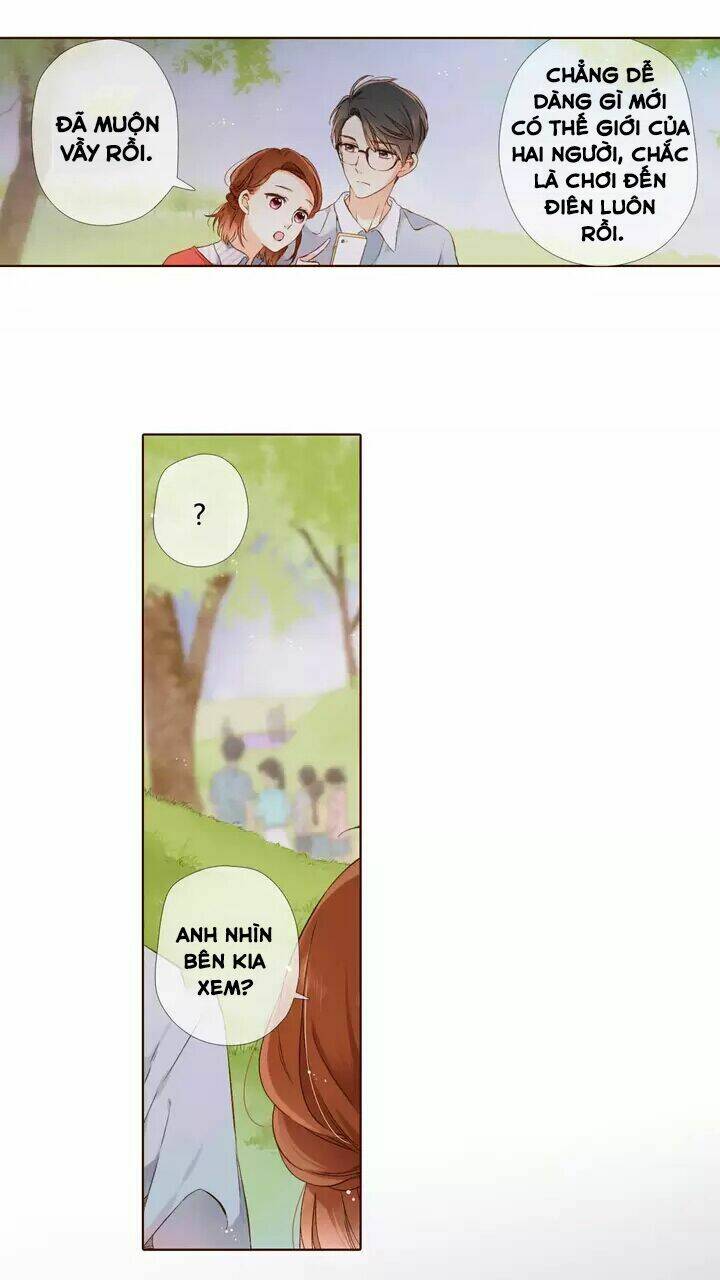 ĐÃ MUỘN
VẦY RỒI.
CHẲNG DỄ
DÀNG GÌ MỚI
CÓ THẾ GIỚI CỦA
HAI NGƯỜI, CHẮC
LÀ CHƠI ĐẾN
ĐIÊN LUÔN
RỒI.
?
ANH NHÌN
BÊN KIA
XEM?